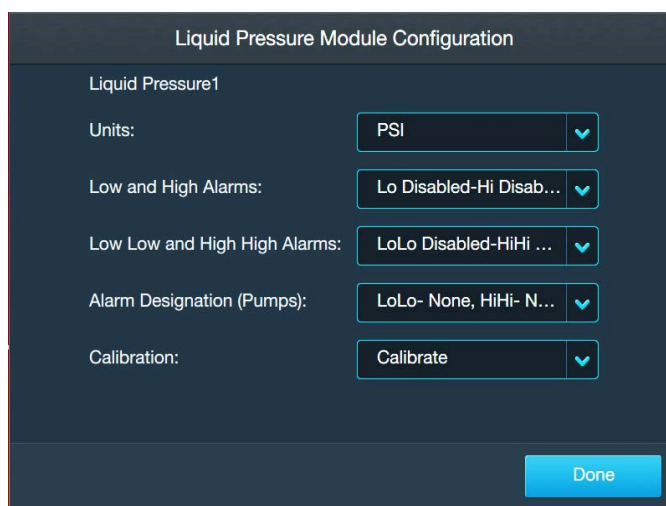 Liquid Pressure Module Configuration
Liquid Pressure1
Units: PSI
Low and High Alarms: Lo Disabled-Hi Disab...
Low Low and High High Alarms: LoLo Disabled-HiHi ...
Alarm Designation (Pumps): LoLo- None, HiHi- N...
Calibration: Calibrate
Done